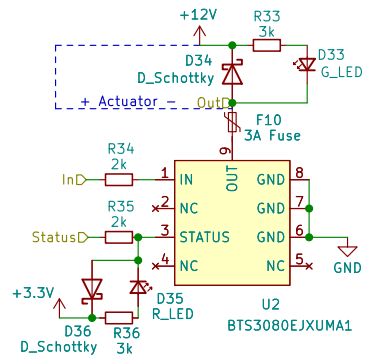 +12V
R33
3k
D33
G_LED
D34
D_Schottky
+ Actuator −
Out
F10
3A Fuse
9
OUT
R34
2k
In
1
IN
GND
8
2
NC
GND
7
R35
2k
Status
3
STATUS
GND
6
4
NC
NC
5
GND
+3.3V
D35
R_LED
D36
D_Schottky
R36
3k
U2
BTS3080EJXUMA1